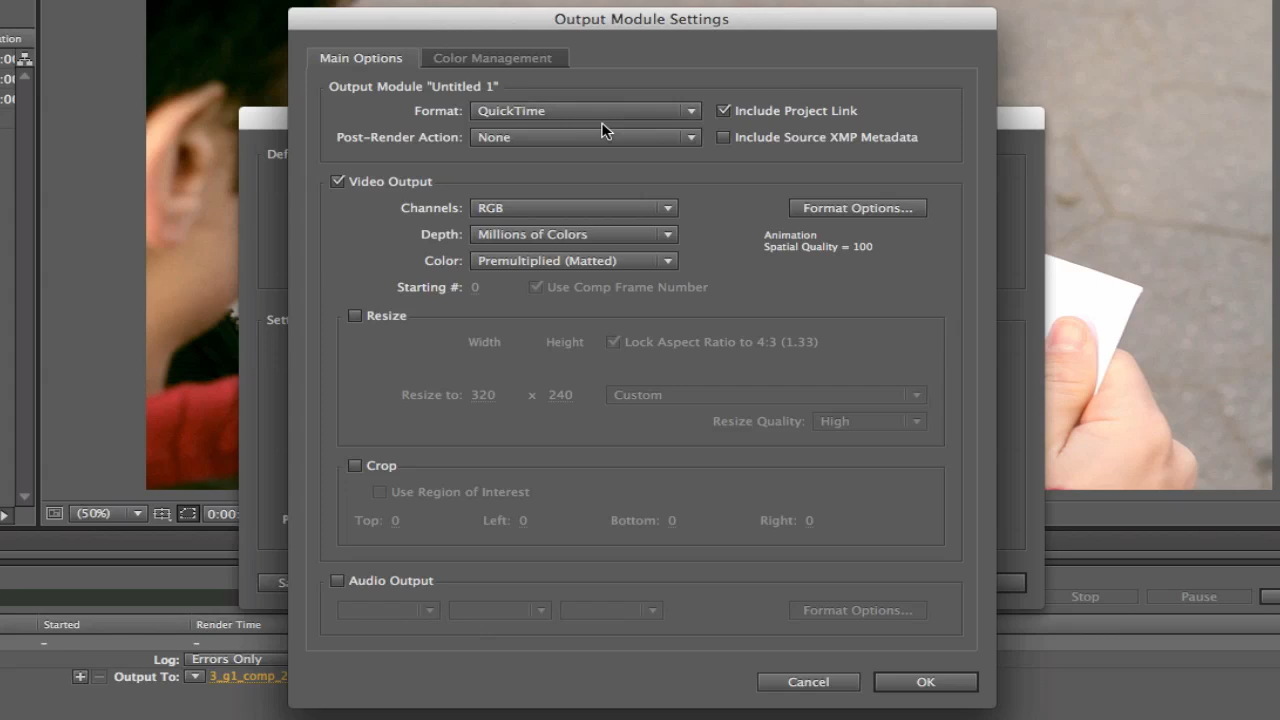 Output Module Settings
Main Options Color Management
Output Module "Untitled 1"
Format: QuickTime Include Project Link
Post-Render Action: None Include Source XMP Metadata
Video Output
Channels: RGB Format Options...
Depth: Millions of Colors Animation
Spatial Quality = 100
Color: Premultiplied (Matted)
Starting #: 0 Use Comp Frame Number
Resize
Width Height Lock Aspect Ratio to 4:3 (1.33)
Resize to: 320 x 240 Custom
Resize Quality: High
Crop
Use Region of Interest
(50%) 0:00
Top: 0 Left: 0 Bottom: 0 Right: 0
Audio Output
Format Options...
Stop Pause
Started Render Time
- -
Log: Errors Only
Output To: 3_g1_comp_2
Cancel OK